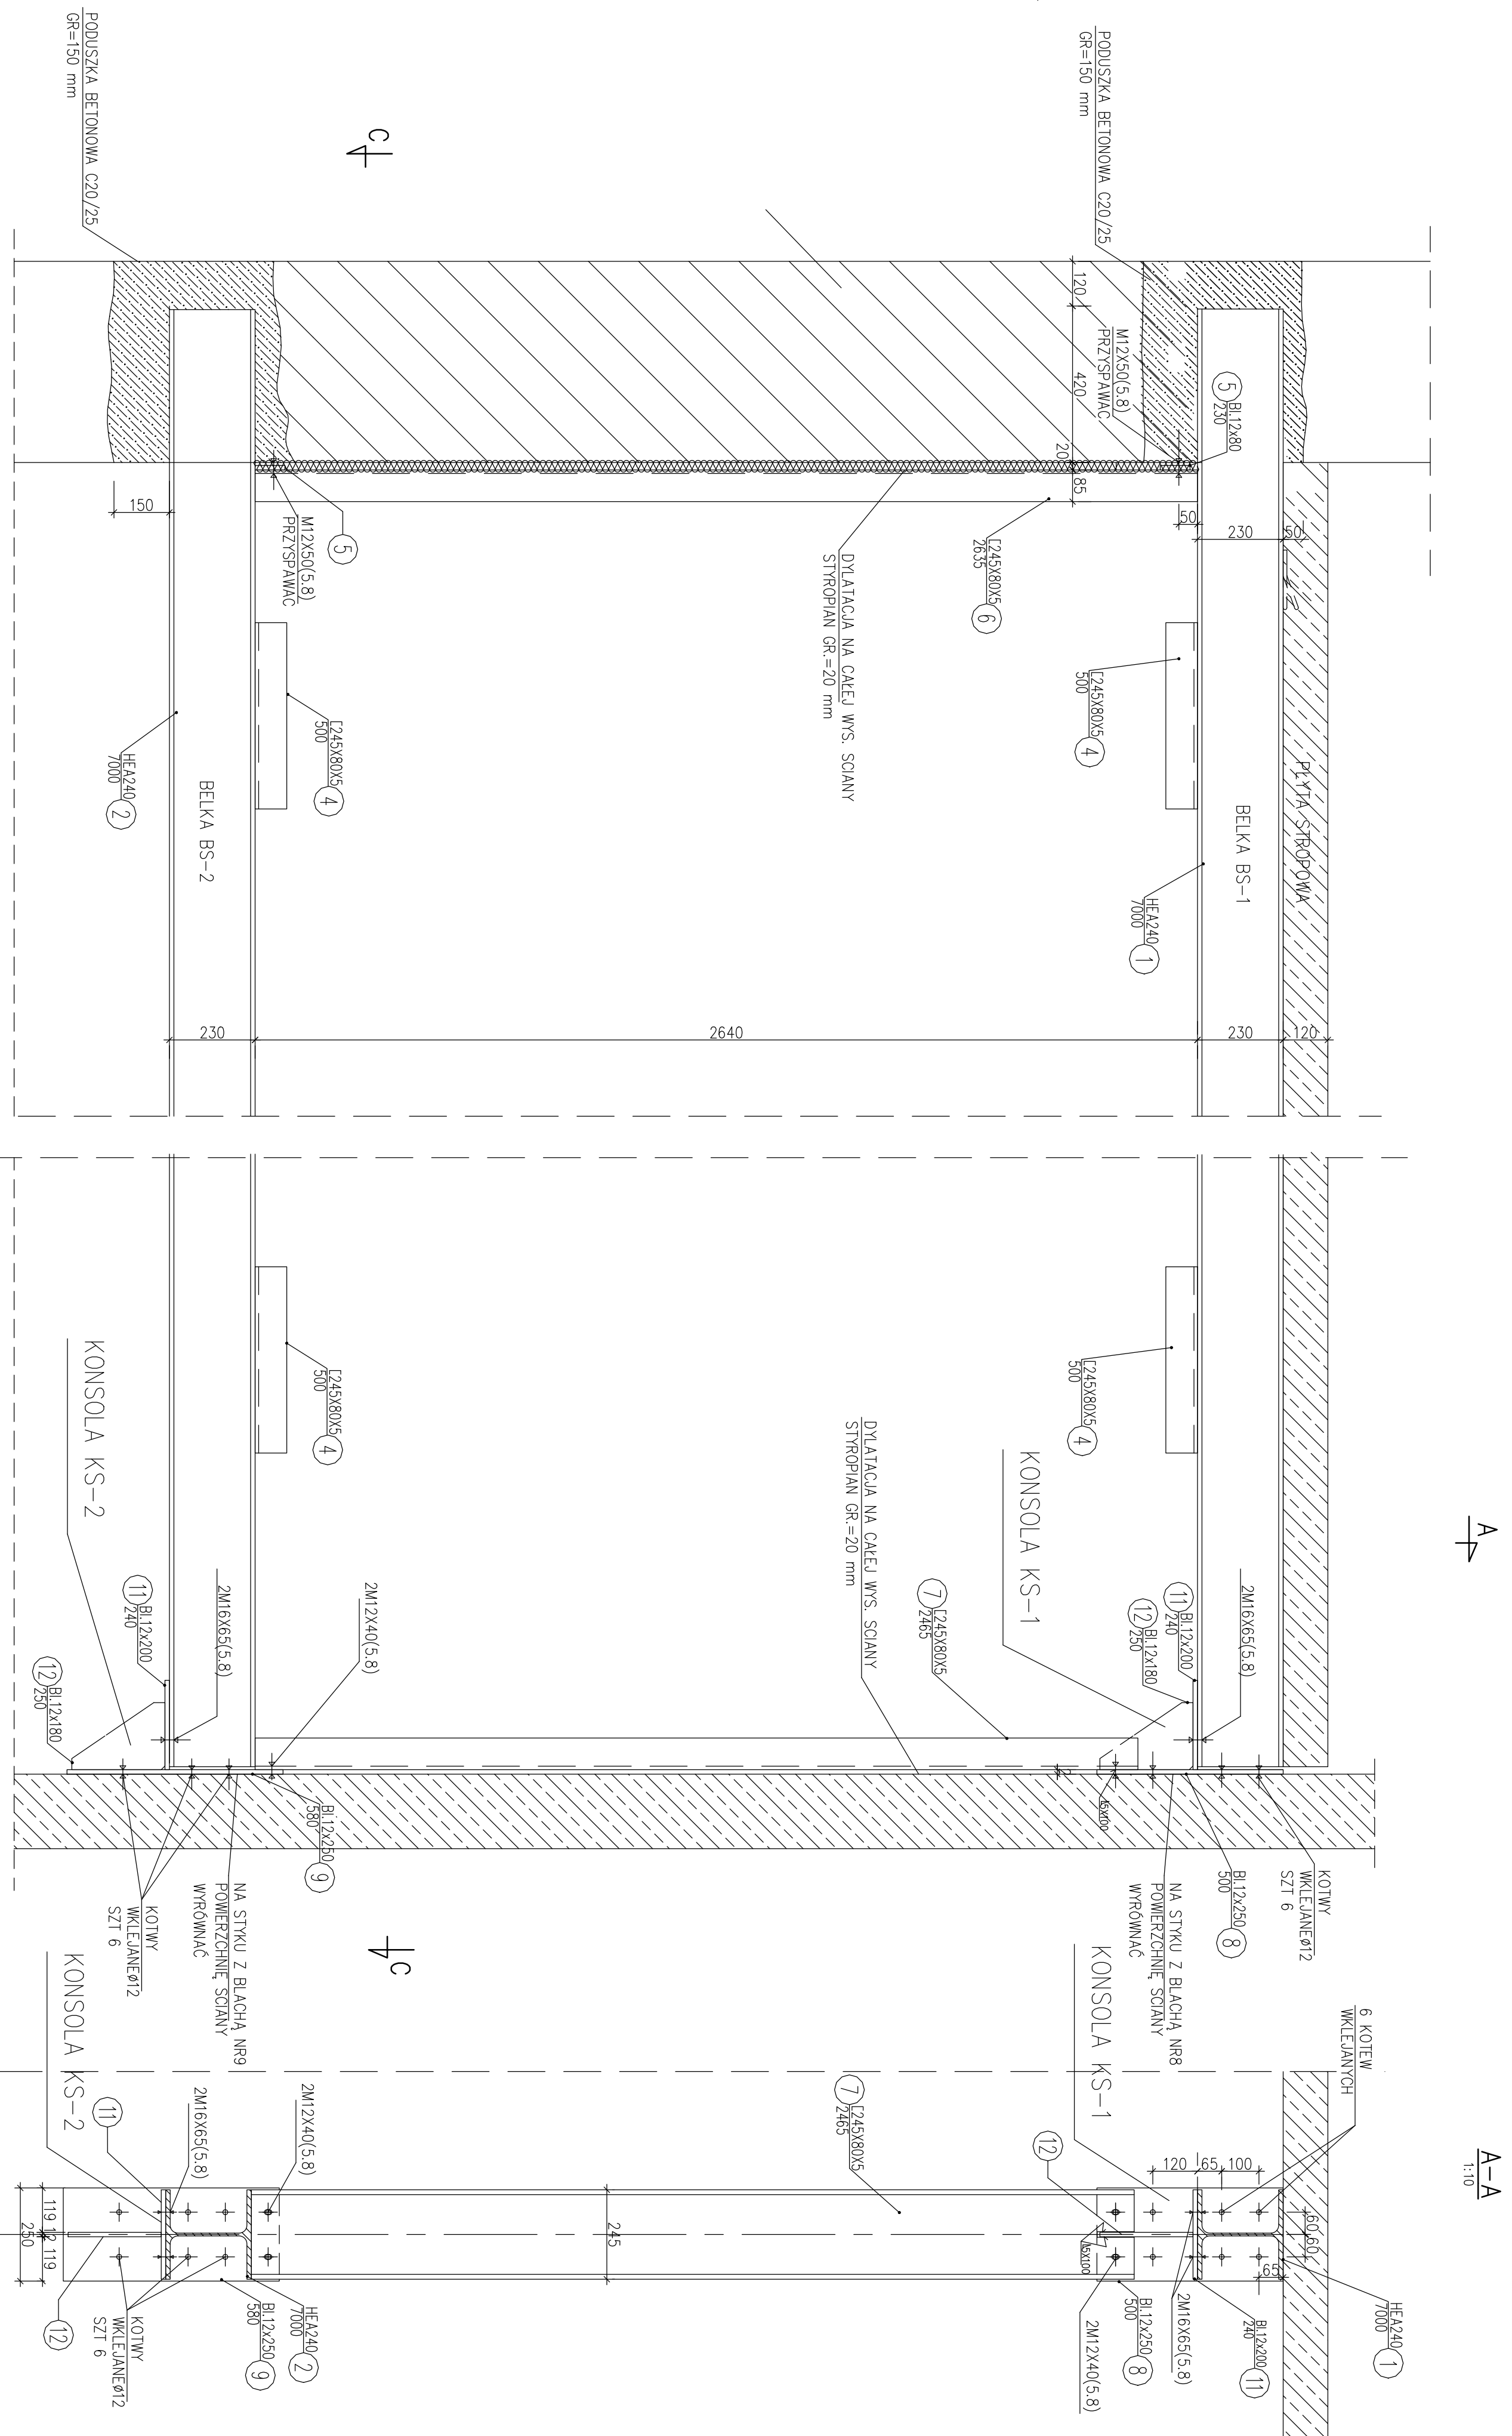 PODUSZKA BETONOWA C20/25
GR=150 mm
PODUSZKA BETONOWA C20/25
GR=150 mm
C
120
420
20
85
M12X50(5.8)
PRZYSPAWAC
5
Bl.12x80
230
50
230
50
150
M12X50(5.8)
PRZYSPAWAC
5
[245X80X5
2635
6
DYLATACJA NA CAŁEJ WYS. SCIANY
STYROPIAN GR.=20 mm
[245X80X5
500
4
[245X80X5
500
4
PŁYTA STROPOWA
BELKA BS-1
BELKA BS-2
HEA240
7000
1
HEA240
7000
2
230
2640
230
120
[245X80X5
500
4
[245X80X5
500
4
A
KONSOLA KS-1
KONSOLA KS-2
DYLATACJA NA CAŁEJ WYS. SCIANY
STYROPIAN GR.=20 mm
7
[245X80X5
2465
2M16X65(5.8)
11
Bl.12x200
240
12
Bl.12x180
250
2M12X40(5.8)
2M16X65(5.8)
11
Bl.12x200
240
12
Bl.12x180
250
2
15X100
KOTWY
WKLEJANEØ12
SZT 6
Bl.12x250
500
8
NA STYKU Z BLACHĄ NR8
POWIERZCHNIĘ SCIANY
WYRÓWNAĆ
Bl.12x250
580
9
NA STYKU Z BLACHĄ NR9
POWIERZCHNIĘ SCIANY
WYRÓWNAĆ
KOTWY
WKLEJANEØ12
SZT 6
C
A-A
1:10
6 KOTEW
WKLEJANYCH
KONSOLA KS-1
KONSOLA KS-2
7
[245X80X5
2465
12
120
65
100
60
60
65
2M12X40(5.8)
2M16X65(5.8)
11
245
15X100
119
12
119
250
HEA240
7000
1
Bl.12x200
240
11
2M16X65(5.8)
Bl.12x250
500
8
2M12X40(5.8)
HEA240
7000
2
Bl.12x250
580
9
KOTWY
WKLEJANEØ12
SZT 6
12